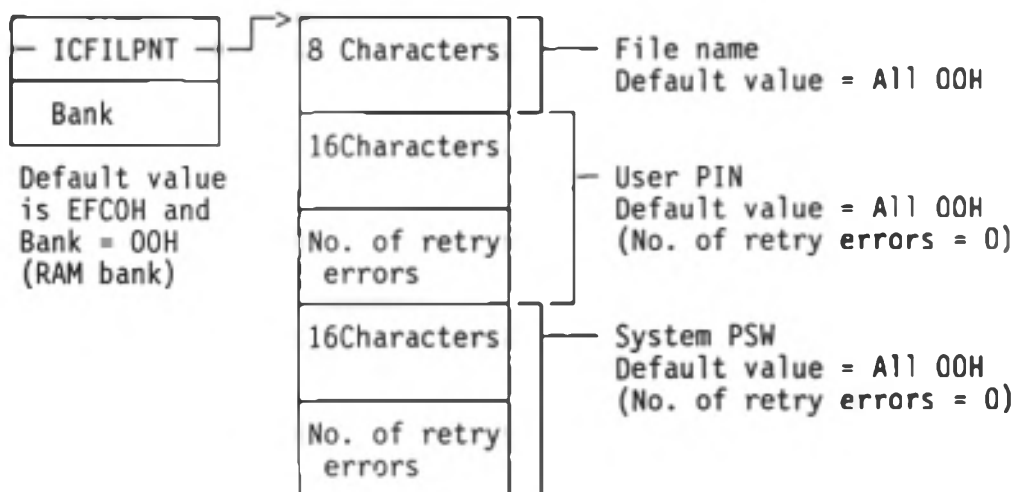 ICFILPNT
Bank
Default value
is EFC0H and
Bank = 00H
(RAM bank)
8 Characters
16Characters
No. of retry
errors
16Characters
No. of retry
errors
File name
Default value = All 00H
User PIN
Default value = All 00H
(No. of retry errors = 0)
System PSW
Default value = All 00H
(No. of retry errors = 0)